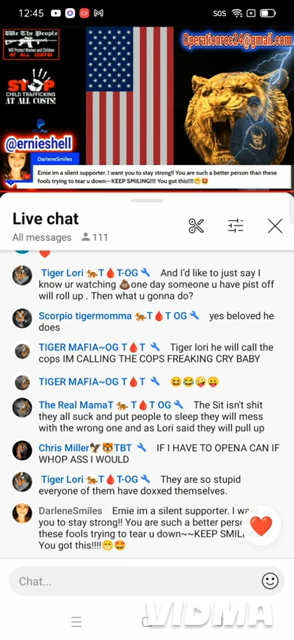 12:45
SOS
We The People
Will Protect Women and Children
AT ALL COSTS!
Operationroc24@gmail.com
STOP
CHILD TRAFFICKING
AT ALL COSTS!
@ernieshell
DarleneSmiles
Ernie im a silent supporter. I want you to stay strong!! You are such a better person than these
fools trying to tear u down~~KEEP SMILING!!! You got this!!!!😁🤩
Live chat
All messages 111
❤️
Tiger Lori 🐅.T🩸T-OG And I'd like to just say I
know ur watching 💩one day someone u have pist off
will roll up . Then what u gonna do?
Scorpio tigermomma 🐅.T🩸T OG yes beloved he
does
TIGER MAFIA~OG T🩸T Tiger lori he will call the
cops IM CALLING THE COPS FREAKING CRY BABY
TIGER MAFIA~OG T🩸T 😆😂🤪😛
The Real MamaT 🐅 T🩸T OG The Sit isn't shit
they all suck and put people to sleep they will mess
with the wrong one and as Lori said they will pull up
Chris Miller🦅🐯TBT IF I HAVE TO OPENA CAN IF
WHOP ASS I WOULD
Tiger Lori 🐅.T🩸T-OG They are so stupid
everyone of them have doxxed themselves.
DarleneSmiles Ernie im a silent supporter. I wa
you to stay strong!! You are such a better pers
these fools trying to tear u down~~KEEP SMIL
You got this!!!!😁🤩
Chat...
VIDMA